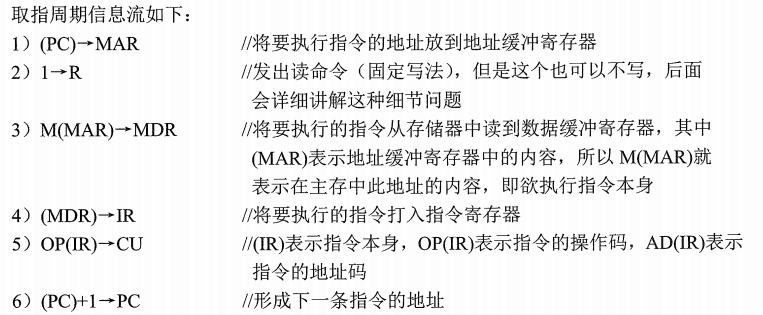 取指周期信息流如下：
1）(PC)→MAR //将要执行指令的地址放到地址缓冲寄存器
2）1→R //发出读命令（固定写法），但是这个也可以不写，后面
会详细讲解这种细节问题
3）M(MAR)→MDR //将要执行的指令从存储器中读到数据缓冲寄存器，其中
(MAR)表示地址缓冲寄存器中的内容，所以 M(MAR)就
表示在主存中此地址的内容，即欲执行指令本身
4）(MDR)→IR //将要执行的指令打入指令寄存器
5）OP(IR)→CU //(IR)表示指令本身，OP(IR)表示指令的操作码，AD(IR)表示
指令的地址码
6）(PC)+1→PC //形成下一条指令的地址